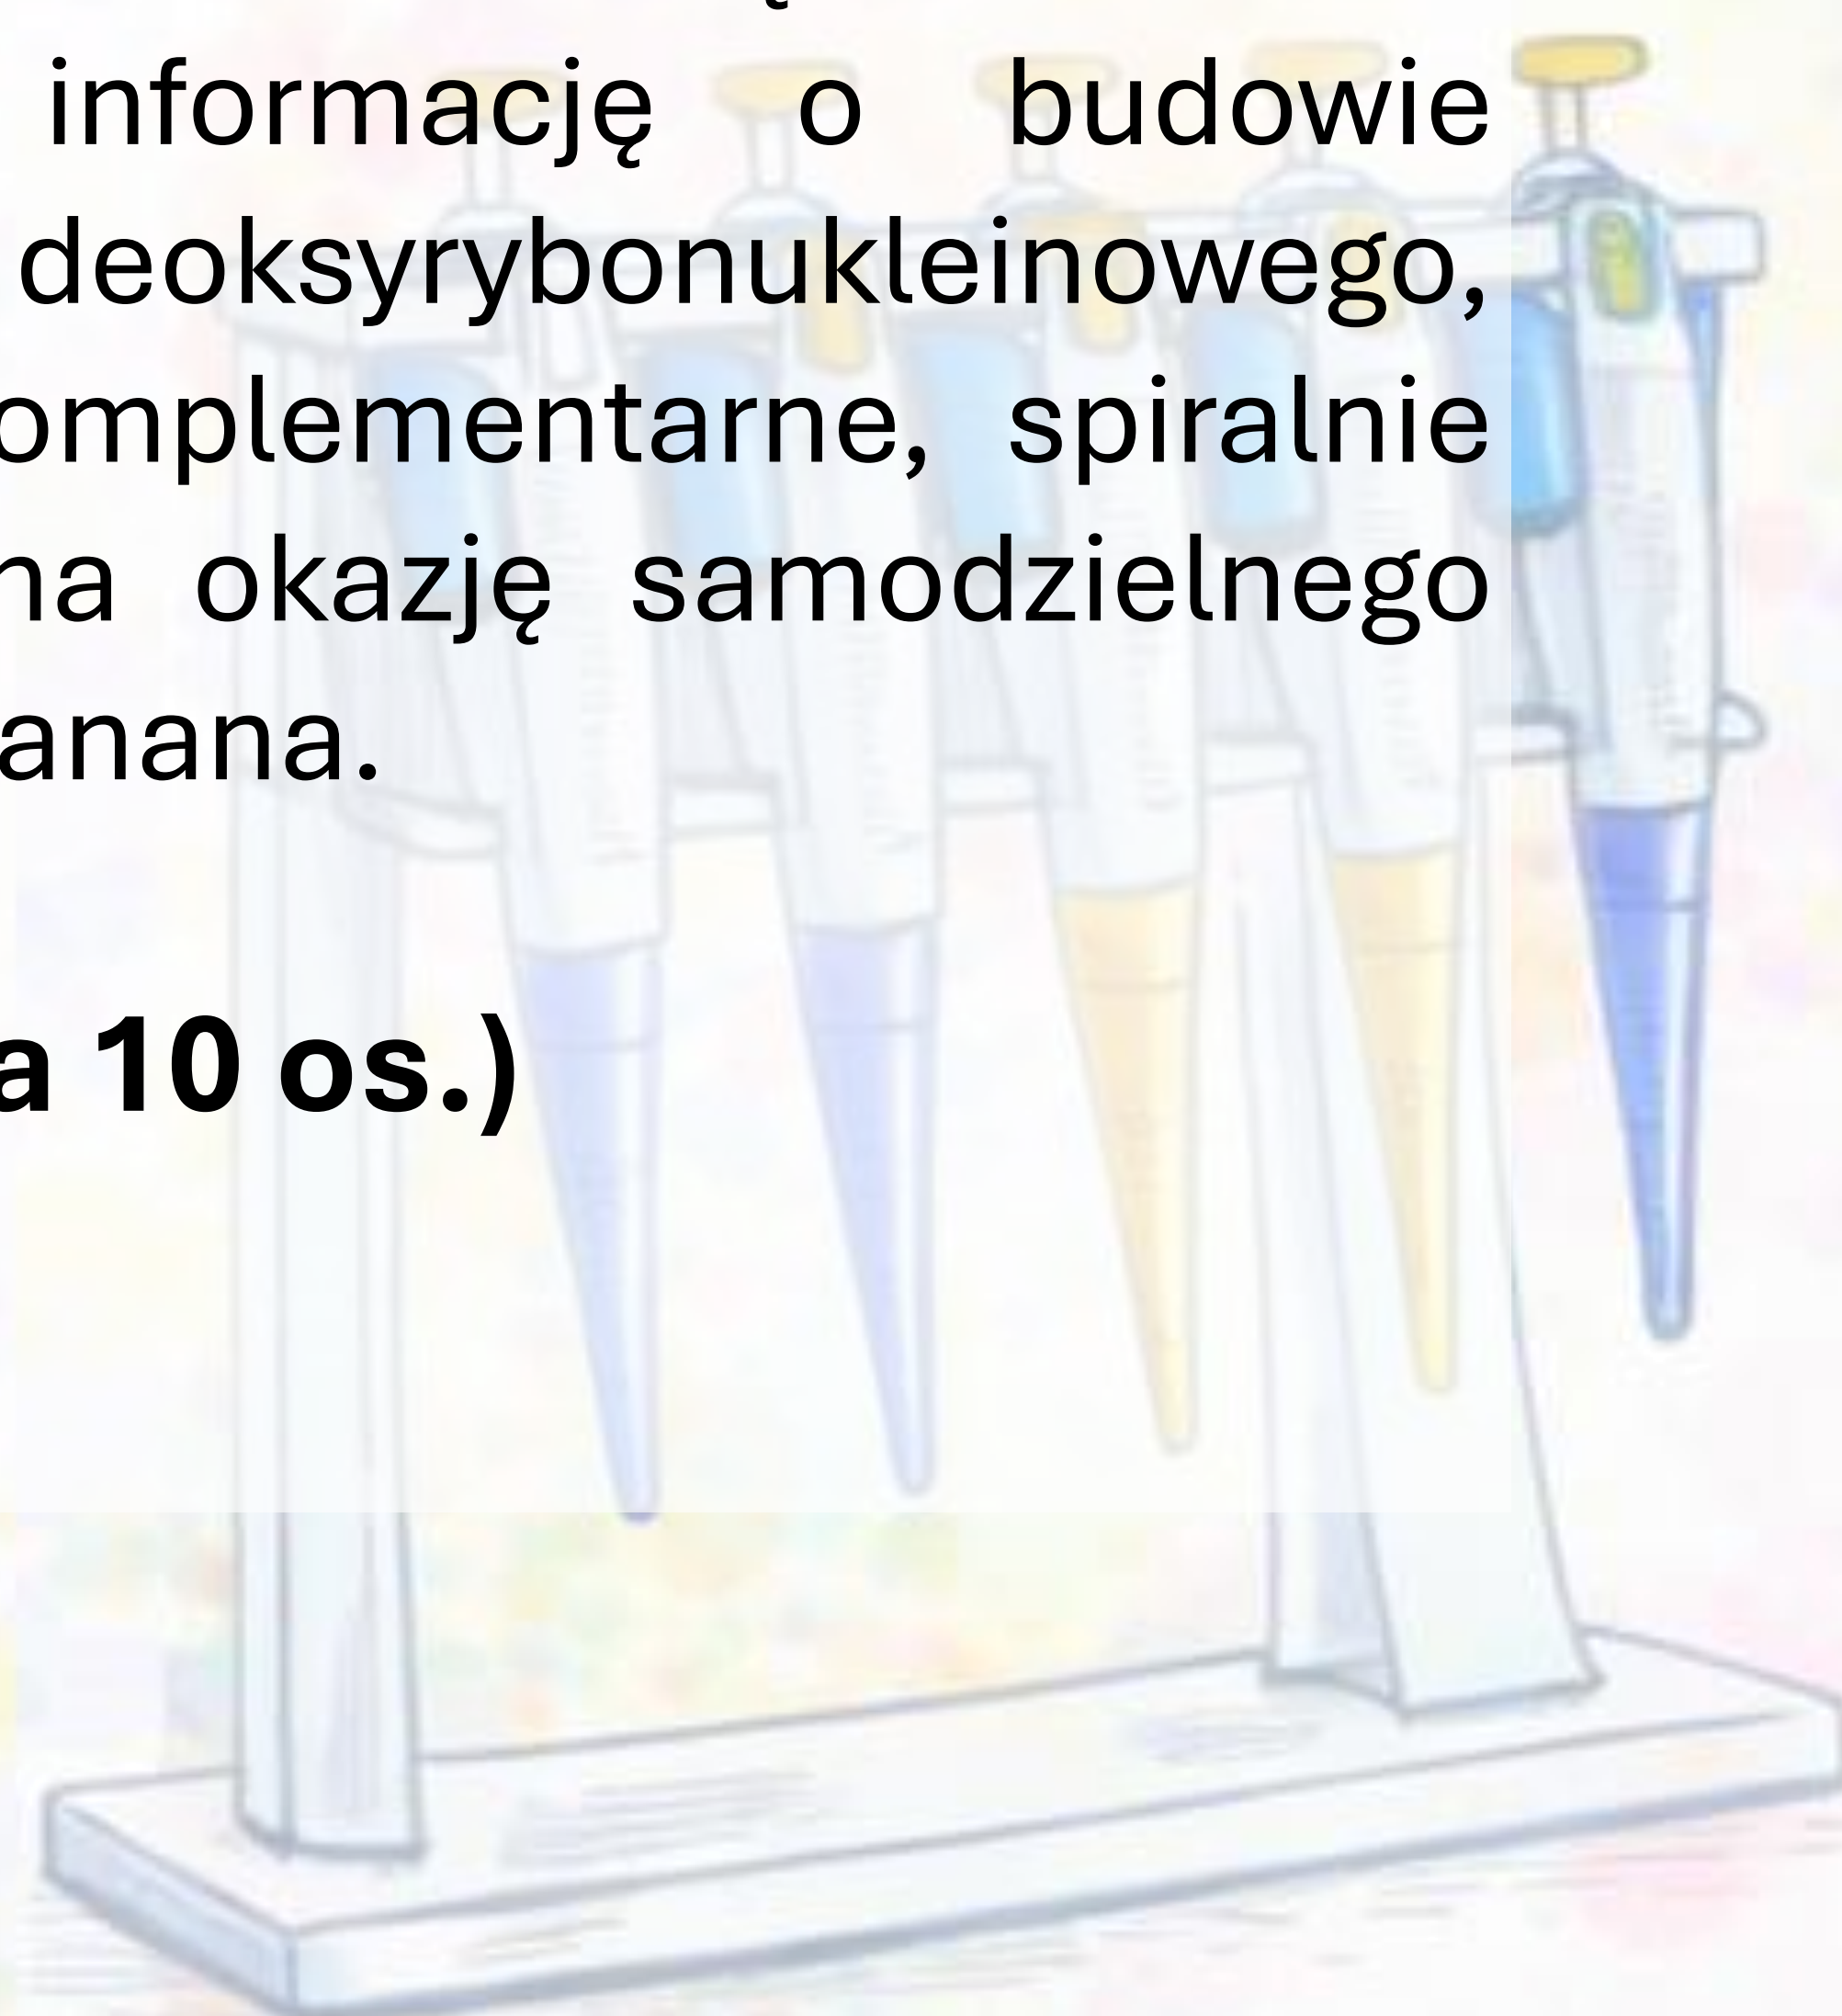 informację o budowie
deoksyrybonukleinowego,
omplementarne, spiralnie
na okazję samodzielnego
anana.
a 10 os.)